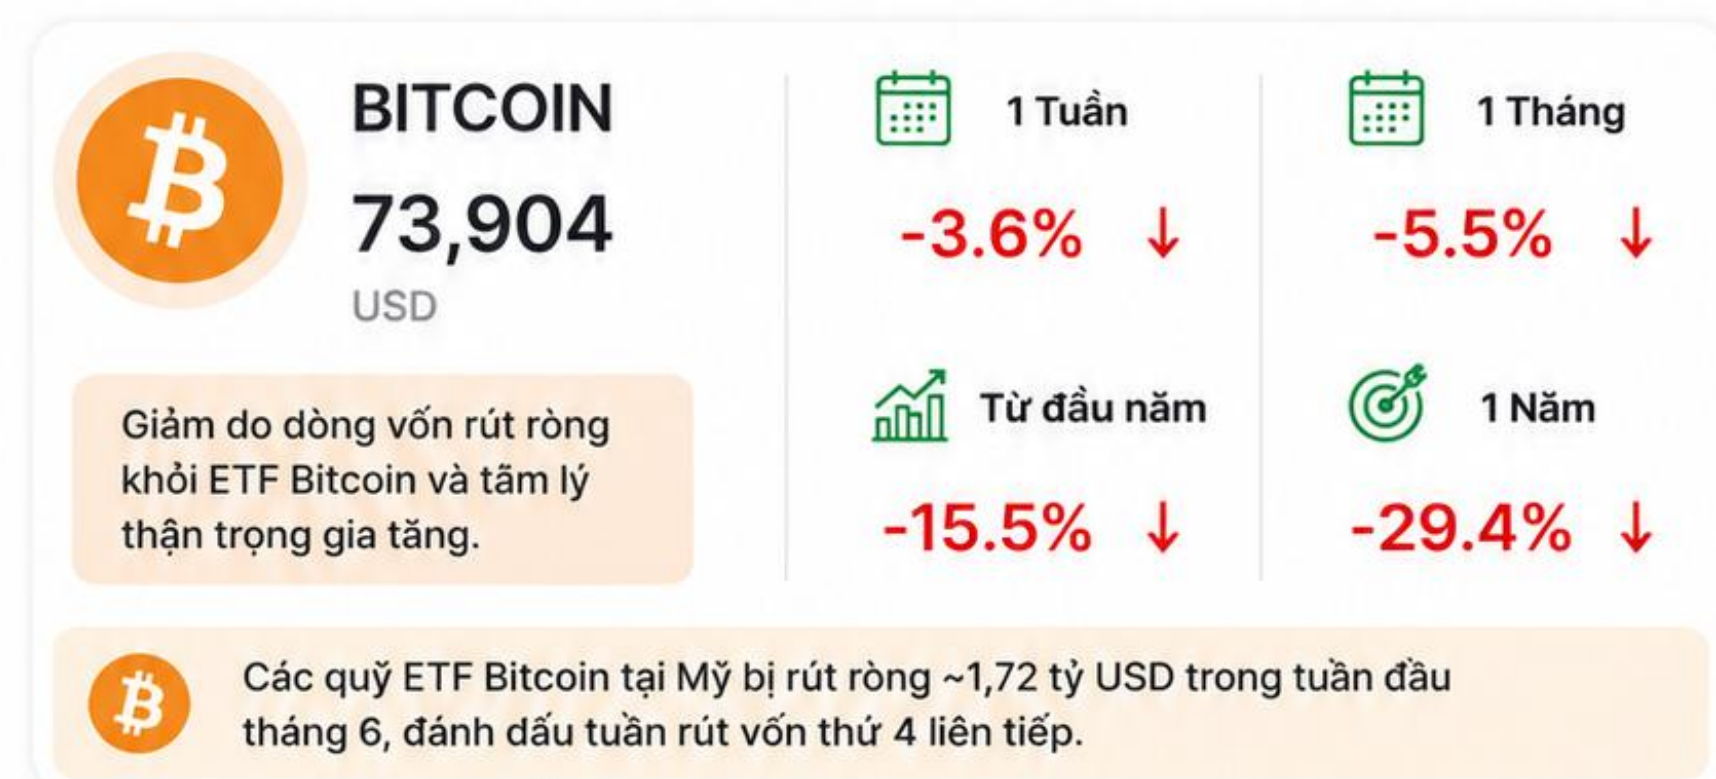 BITCOIN
73,904
USD
Giảm do dòng vốn rút ròng
khỏi ETF Bitcoin và tãm lý
thận trọng gia tăng.
1 Tuần
-3.6% ↓
1 Tháng
-5.5% ↓
Từ đầu năm
-15.5% ↓
1 Năm
-29.4% ↓
Các quỹ ETF Bitcoin tại Mỹ bị rút ròng ~1,72 tỷ USD trong tuần đầu
tháng 6, đánh dấu tuần rút vốn thứ 4 liên tiếp.